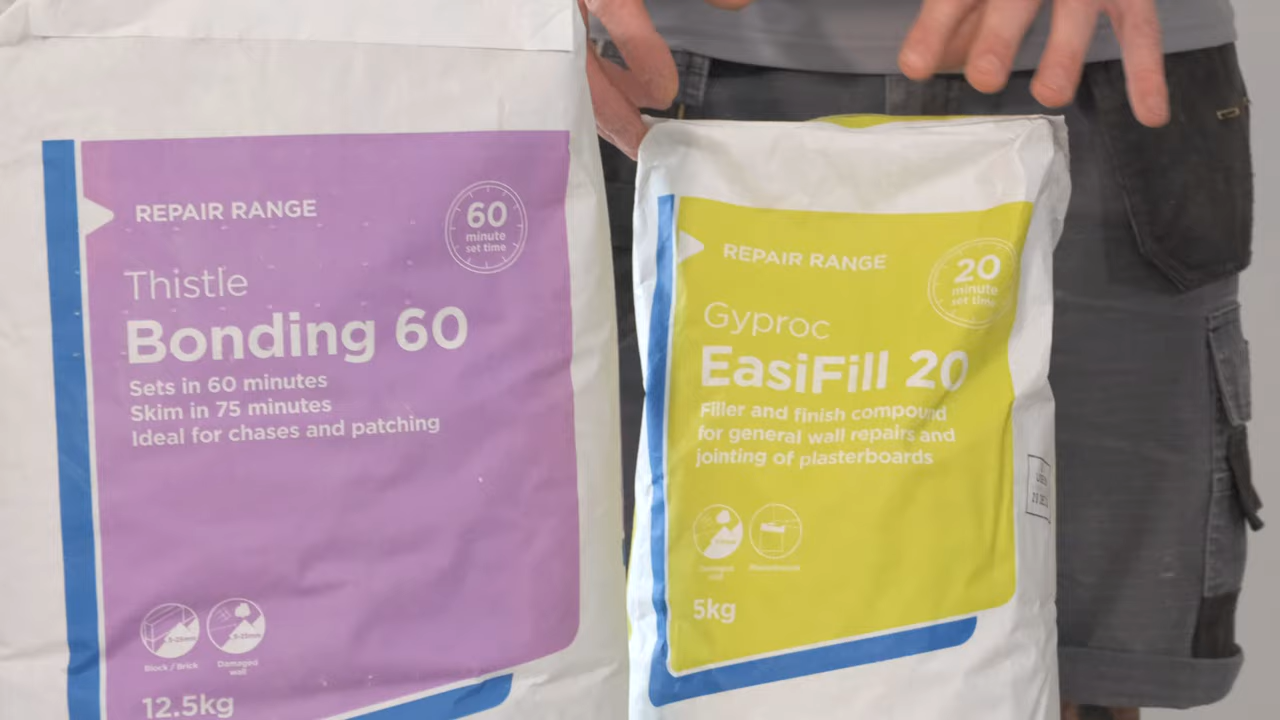 REPAIR RANGE
60
minute
set time
Thistle
Bonding 60
Sets in 60 minutes
Skim in 75 minutes
Ideal for chases and patching
Block / Brick
Damaged
wall
12.5kg
REPAIR RANGE
20
minute
set time
Gyproc
EasiFill 20
Filler and finish compound
for general wall repairs and
jointing of plasterboards
Damaged
wall
5kg